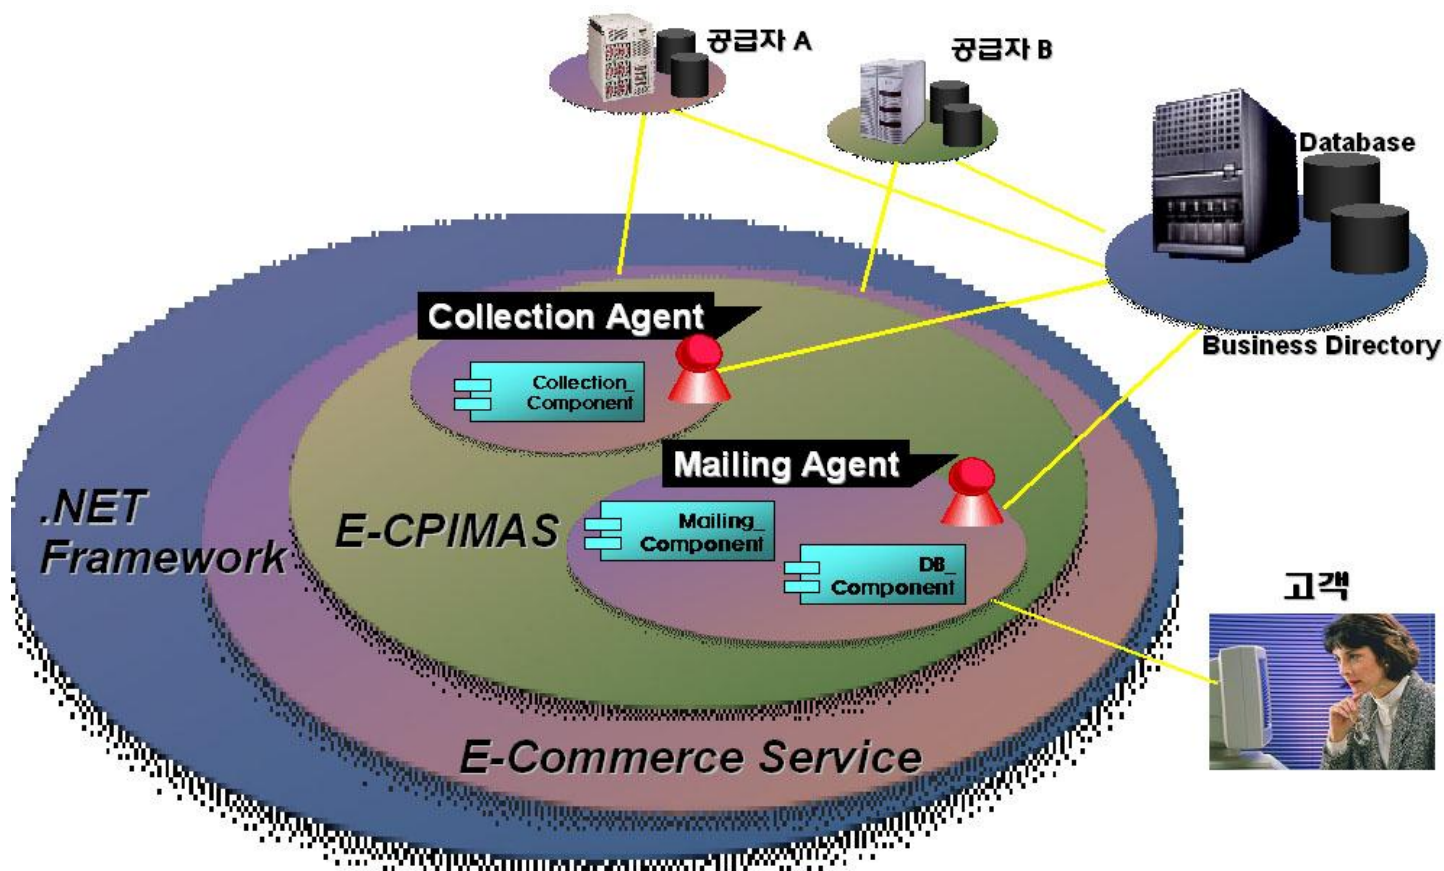 공급자 A
공급자 B
Database
Business Directory
Collection Agent
Collection_
Component
Mailing Agent
Mailing_
Component
DB_
Component
.NET
Framework
E-CPIMAS
E-Commerce Service
고객